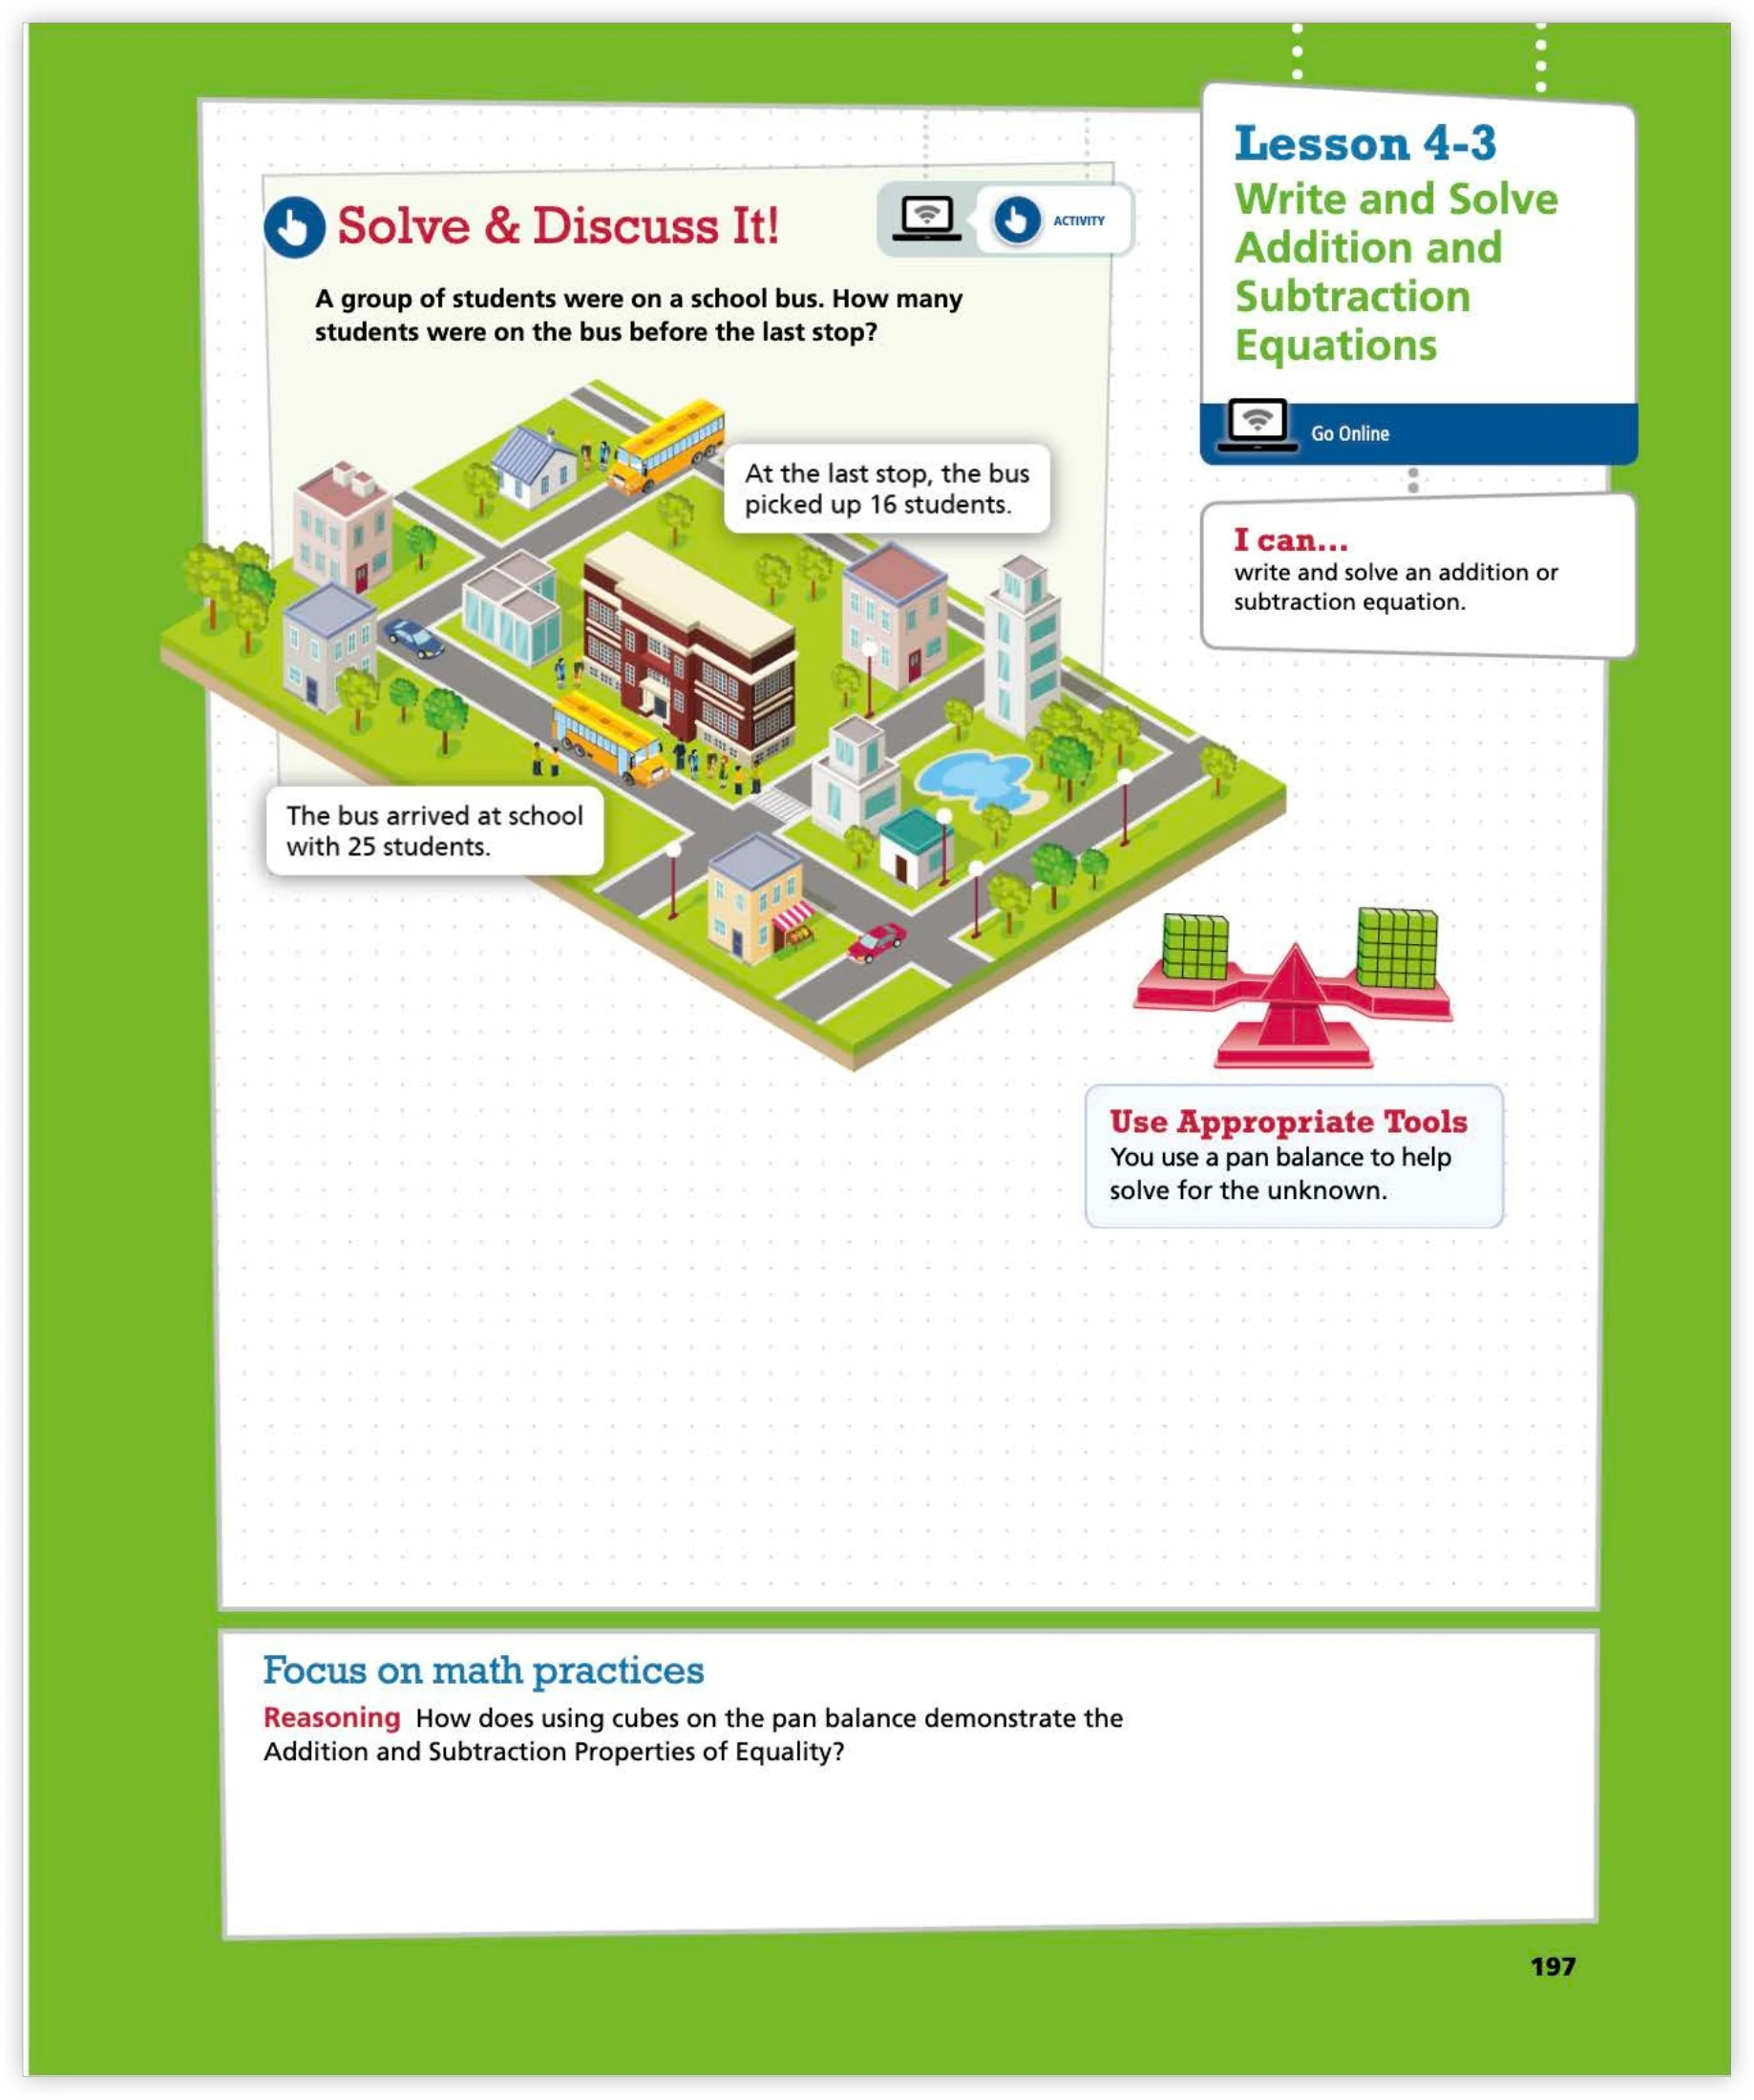 Lesson 4-3
Write and Solve
Addition and
Subtraction
Equations
Go Online
I can...
write and solve an addition or
subtraction equation.
Solve & Discuss It!
ACTIVITY
A group of students were on a school bus. How many
students were on the bus before the last stop?
At the last stop, the bus
picked up 16 students.
The bus arrived at school
with 25 students.
Use Appropriate Tools
You use a pan balance to help
solve for the unknown.
Focus on math practices
Reasoning How does using cubes on the pan balance demonstrate the
Addition and Subtraction Properties of Equality?
197